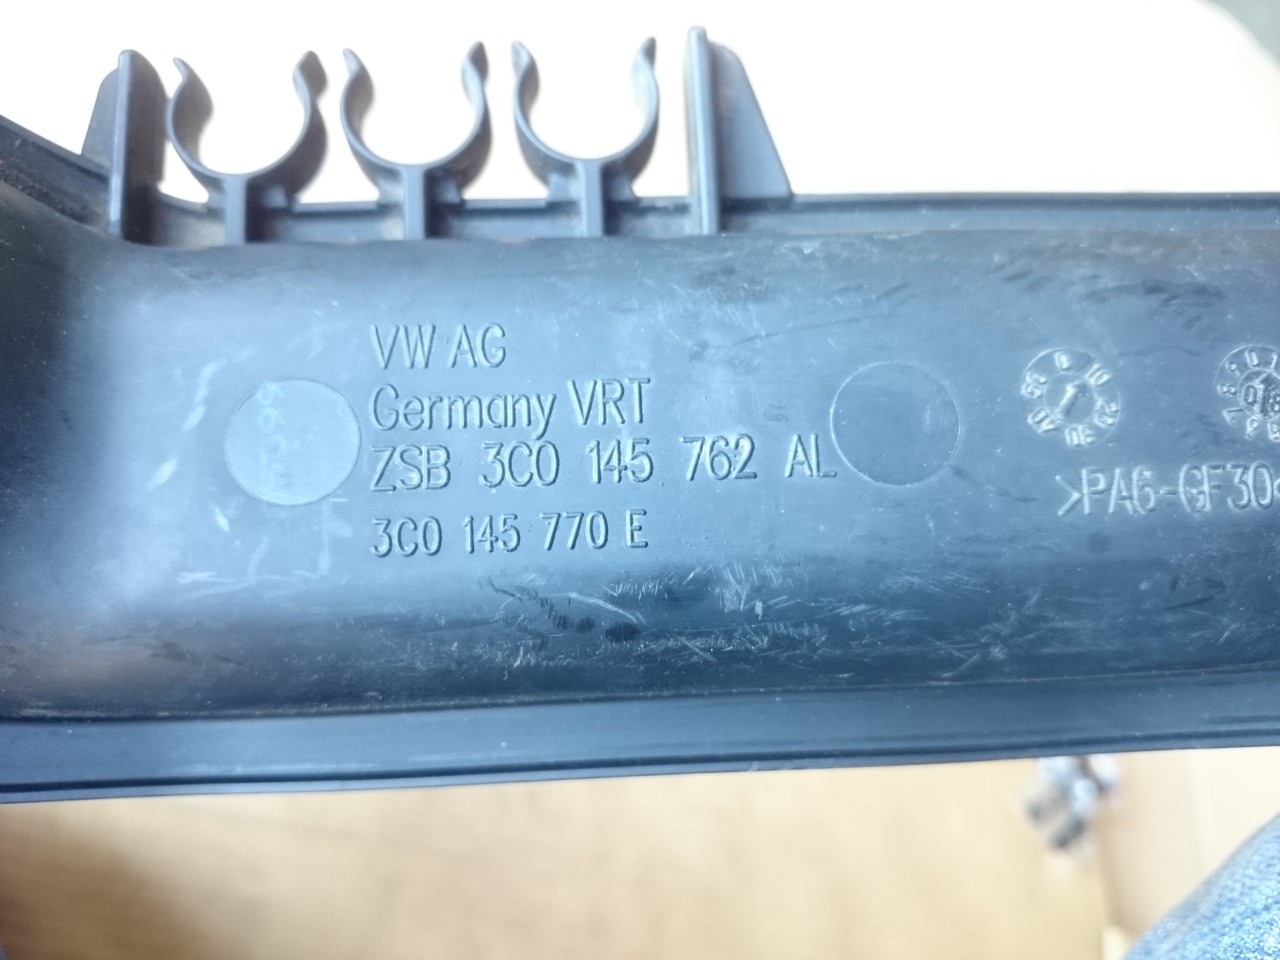 VW AG
Germany VRT
ZSB 3C0 145 762 AL
3C0 145 770 E
>PA6-GF30<